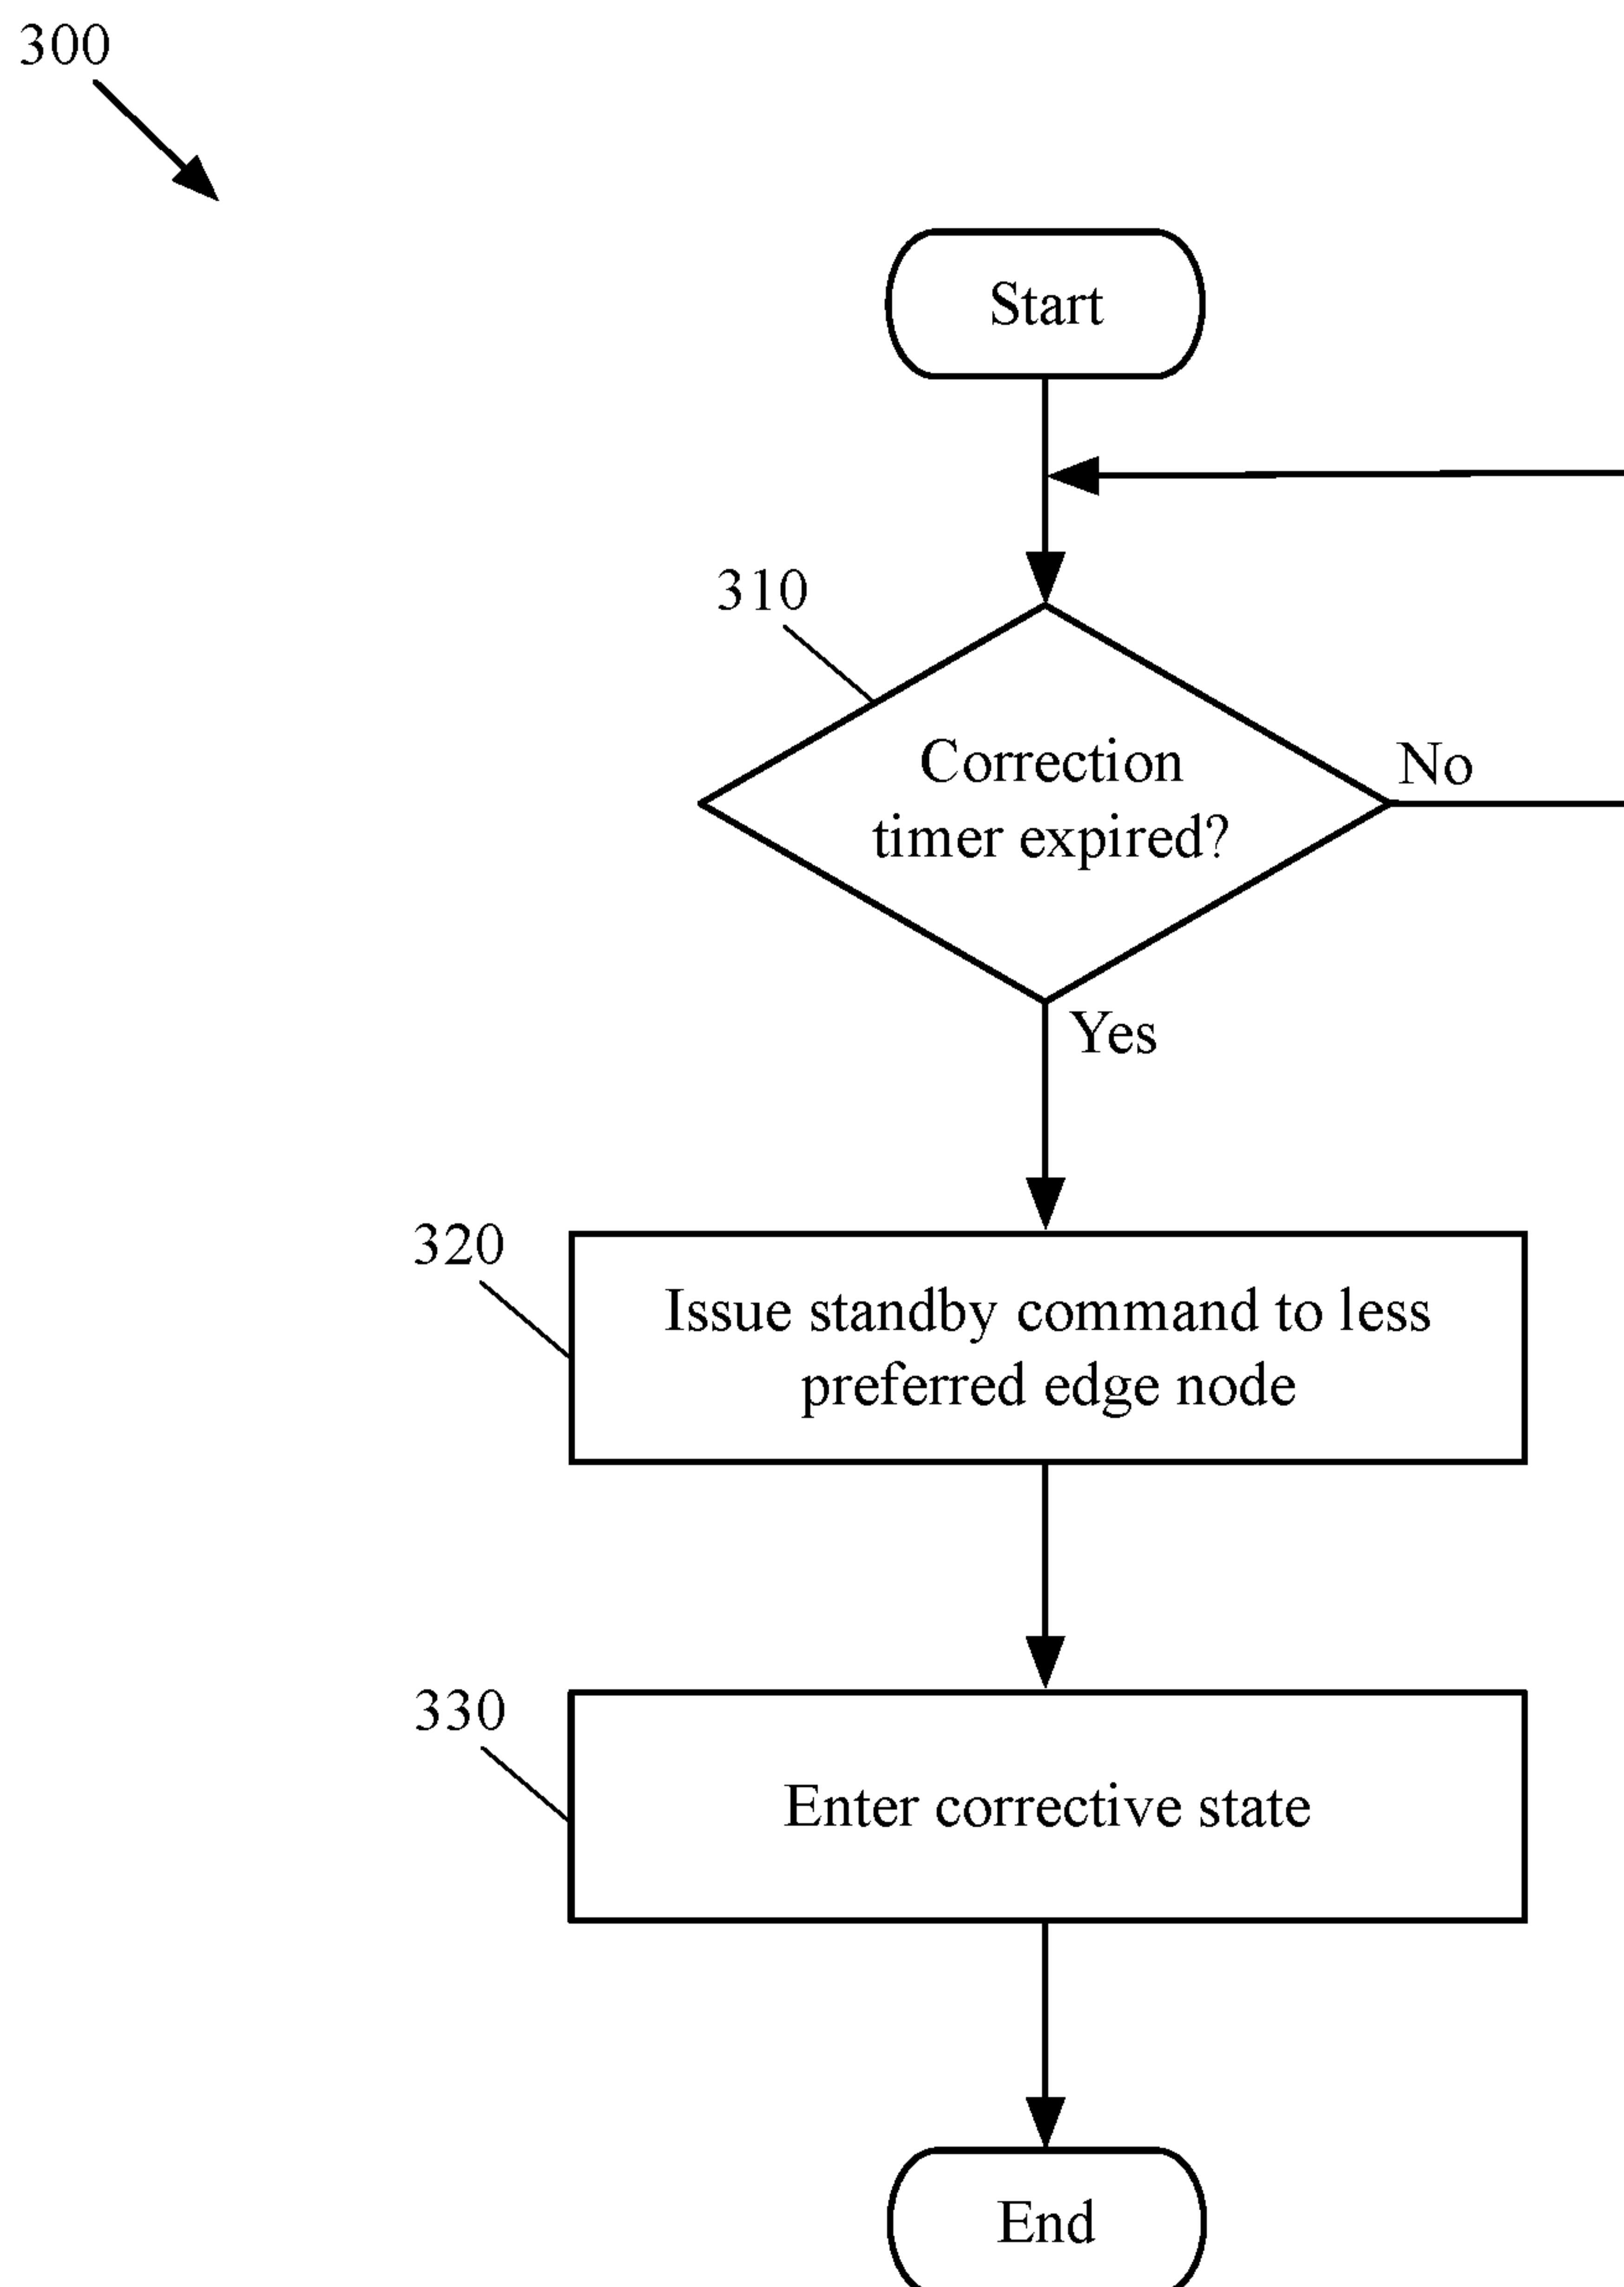 300
Start
310
Correction
timer expired?
No
Yes
320
Issue standby command to less
preferred edge node
330
Enter corrective state
End